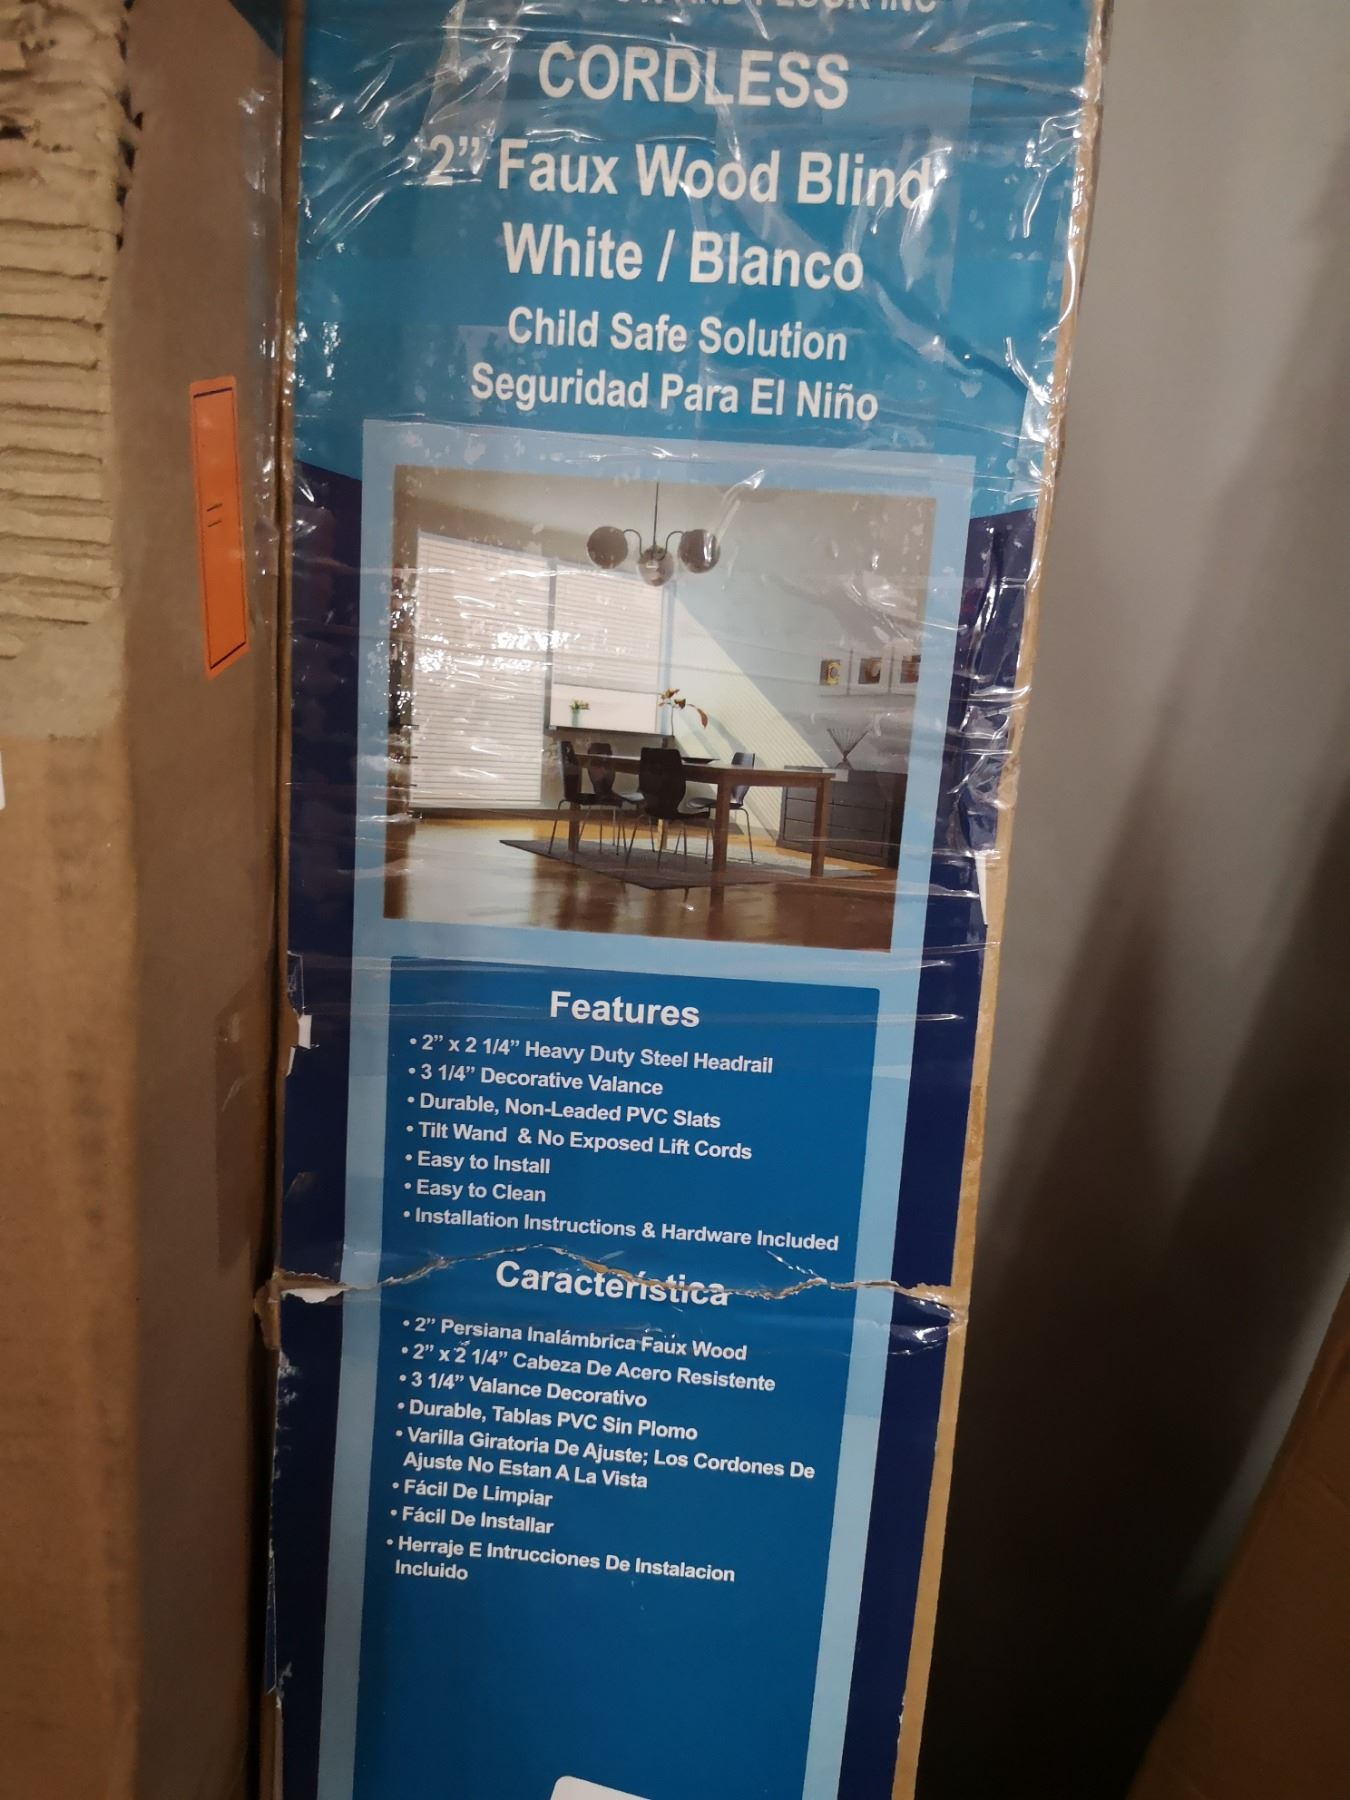 AND FLOOR INC
CORDLESS
2” Faux Wood Blind
White / Blanco
Child Safe Solution
Seguridad Para El Niño
Features
• 2” x 2 1/4” Heavy Duty Steel Headrail
• 3 1/4” Decorative Valance
• Durable, Non-Leaded PVC Slats
• Tilt Wand & No Exposed Lift Cords
• Easy to Install
• Easy to Clean
• Installation Instructions & Hardware Included
Característica
• 2” Persiana Inalámbrica Faux Wood
• 2” x 2 1/4” Cabeza De Acero Resistente
• 3 1/4” Valance Decorativo
• Durable, Tablas PVC Sin Plomo
• Varilla Giratoria De Ajuste; Los Cordones De
Ajuste No Estan A La Vista
• Fácil De Limpiar
• Fácil De Installar
• Herraje E Intrucciones De Instalacion
Incluido